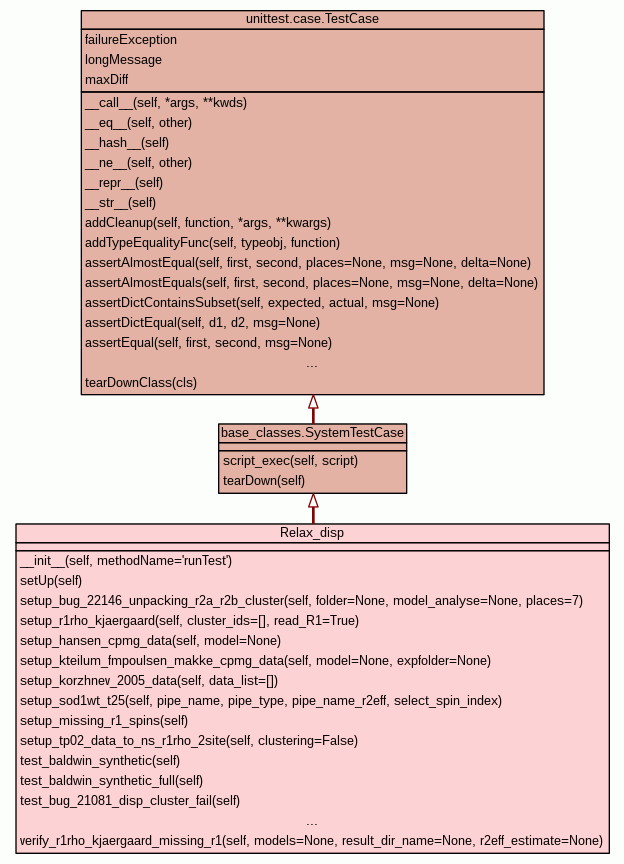 unittest.case.TestCase
failureException
longMessage
maxDiff
__call__(self, *args, **kwds)
__eq__(self, other)
__hash__(self)
__ne__(self, other)
__repr__(self)
__str__(self)
addCleanup(self, function, *args, **kwargs)
addTypeEqualityFunc(self, typeobj, function)
assertAlmostEqual(self, first, second, places=None, msg=None, delta=None)
assertAlmostEquals(self, first, second, places=None, msg=None, delta=None)
assertDictContainsSubset(self, expected, actual, msg=None)
assertDictEqual(self, d1, d2, msg=None)
assertEqual(self, first, second, msg=None)
...
tearDownClass(cls)
base_classes.SystemTestCase
script_exec(self, script)
tearDown(self)
Relax_disp
__init__(self, methodName='runTest')
setUp(self)
setup_bug_22146_unpacking_r2a_r2b_cluster(self, folder=None, model_analyse=None, places=7)
setup_r1rho_kjaergaard(self, cluster_ids=[], read_R1=True)
setup_hansen_cpmg_data(self, model=None)
setup_kteilum_fmpoulsen_makke_cpmg_data(self, model=None, expfolder=None)
setup_korzhnew_2005_data(self, data_list=[])
setup_sod1wt_t25(self, pipe_name, pipe_type, pipe_name_r2eff, select_spin_index)
setup_missing_r1_spins(self)
setup_tp02_data_to_ns_r1rho_2site(self, clustering=False)
test_baldwin_synthetic(self)
test_baldwin_synthetic_full(self)
test_bug_21081_disp_cluster_fail(self)
...
verify_r1rho_kjaergaard_missing_r1(self, models=None, result_dir_name=None, r2eff_estimate=None)